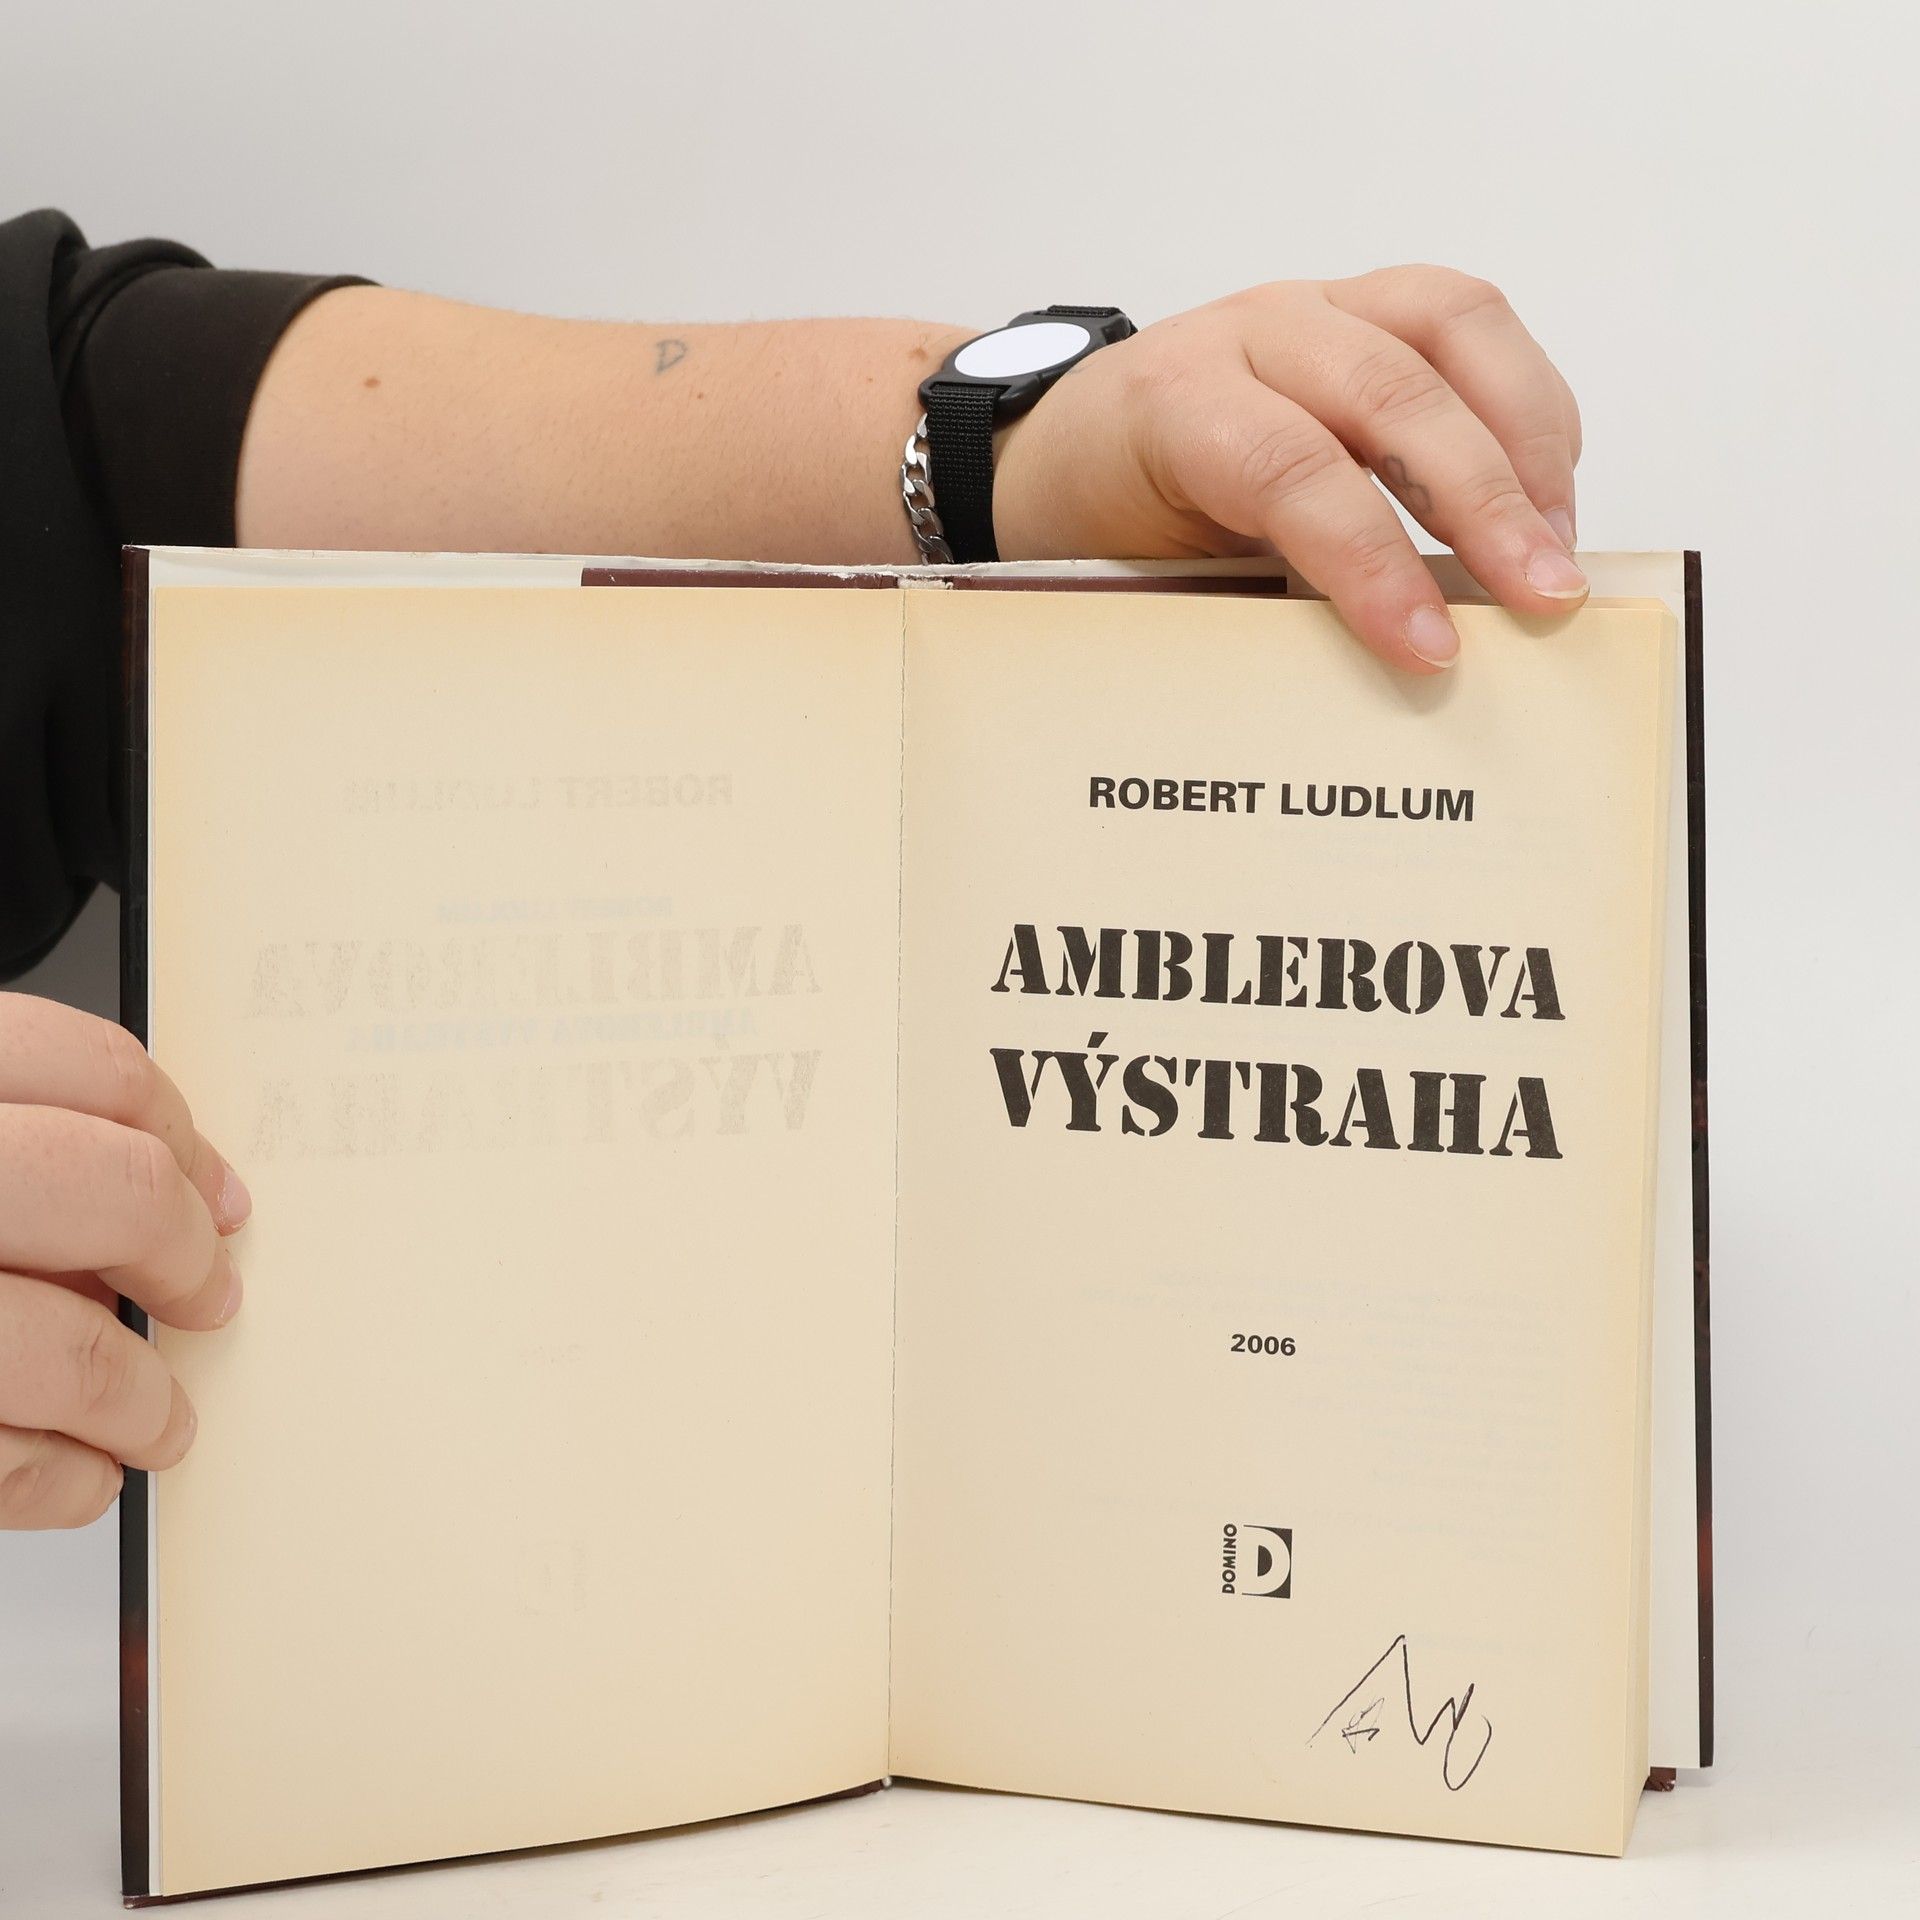 ROBERT LUDLUM
AMBLEROVA
VÝSTRAHA
2006
DOMINO
D